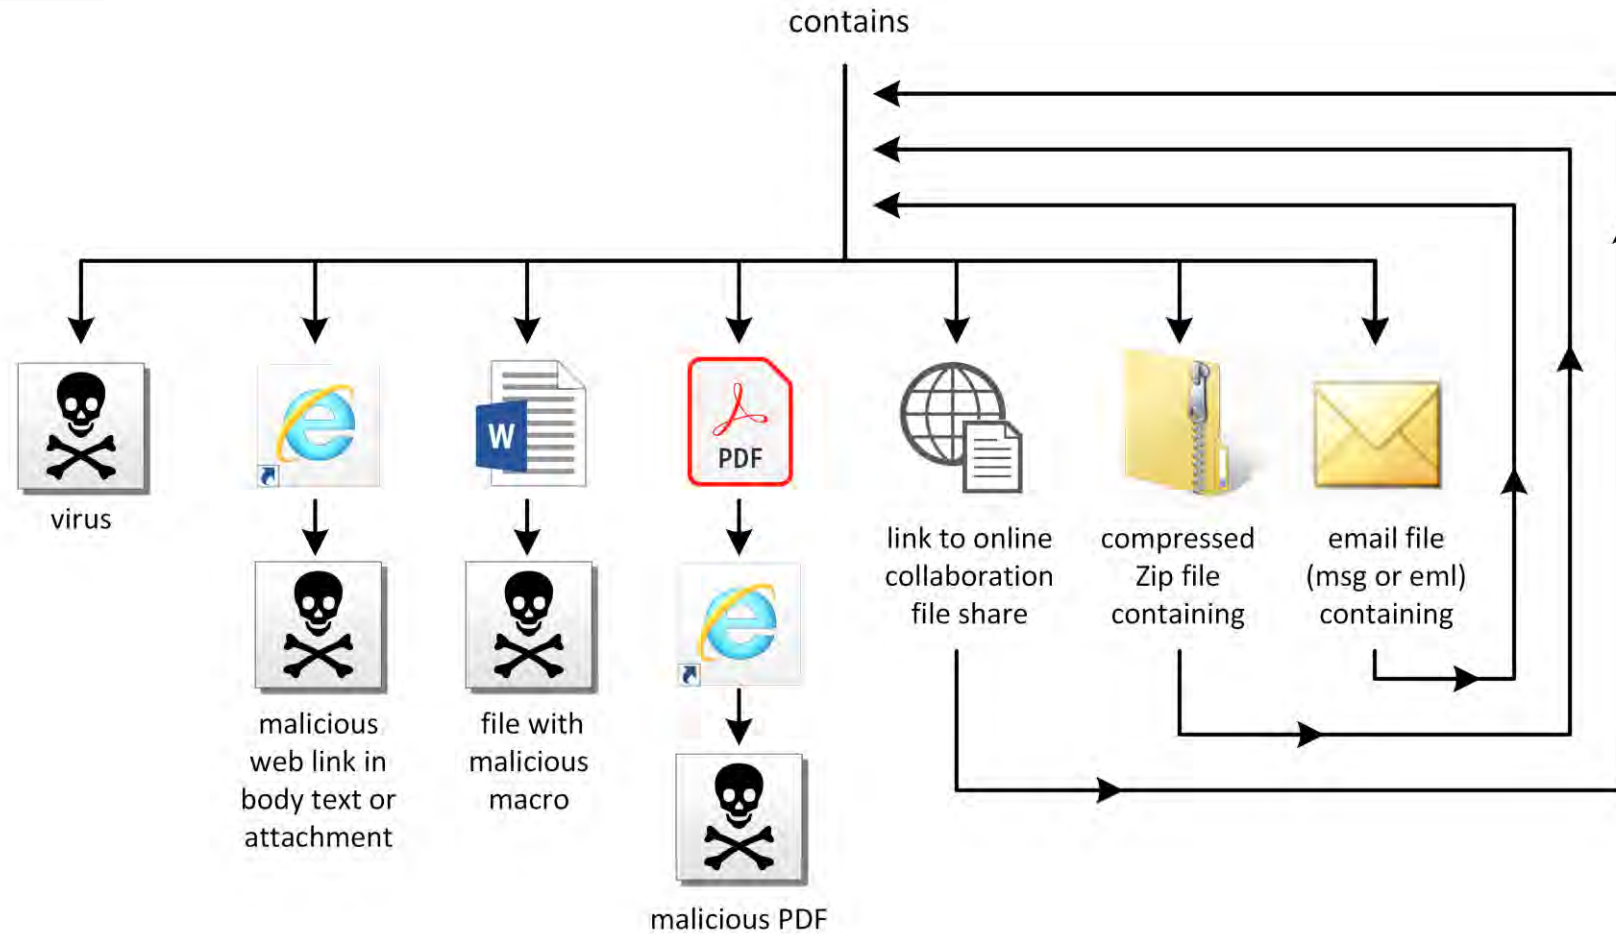 contains
W
PDF
virus
link to online
collaboration
file share
compressed
Zip file
containing
email file
(msg or eml)
containing
malicious
web link in
body text or
attachment
file with
malicious
macro
malicious PDF